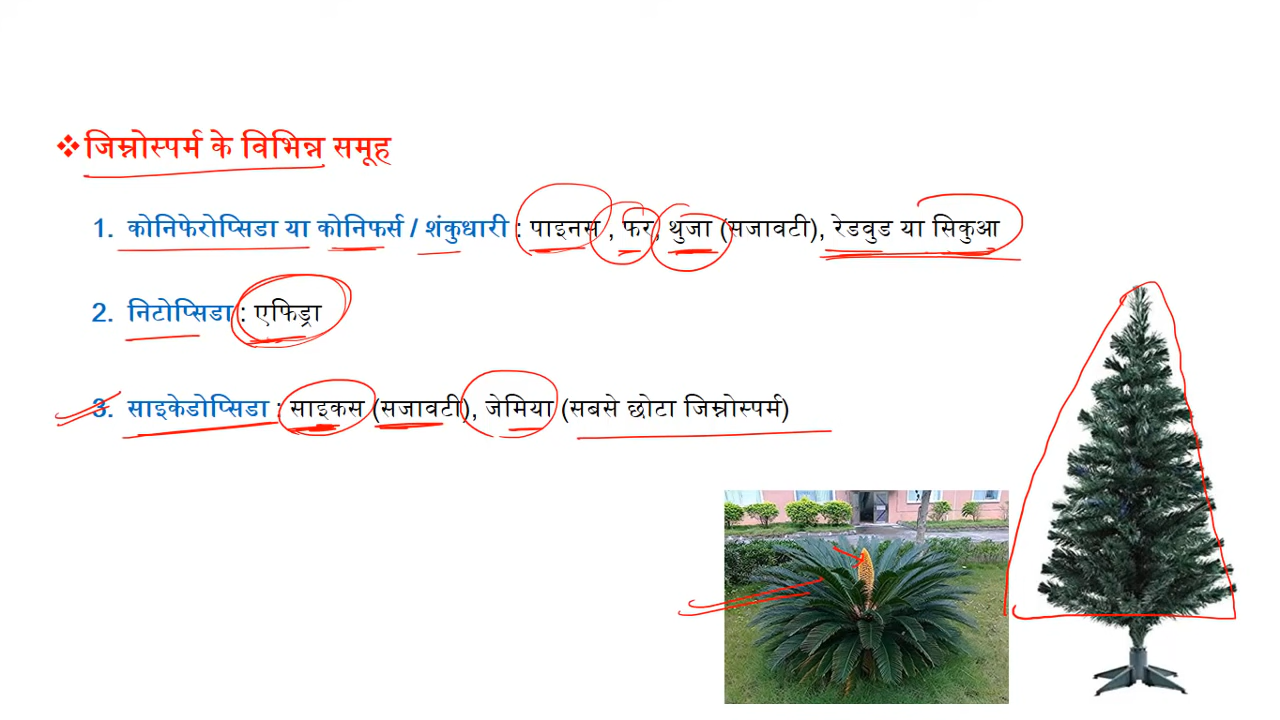 ❖ जिम्नोस्पर्म के विभिन्न समूह
1. कोनिफेरोप्सिडा या कोनिफर्स / शंकुधारी : पाइनस , फर, थुजा (सजावटी), रेडवुड या सिकुआ
2. निटोप्सिडा : एफिड्रा
3. साइकेडोप्सिडा : साइकस (सजावटी), जेमिया (सबसे छोटा जिम्नोस्पर्म)